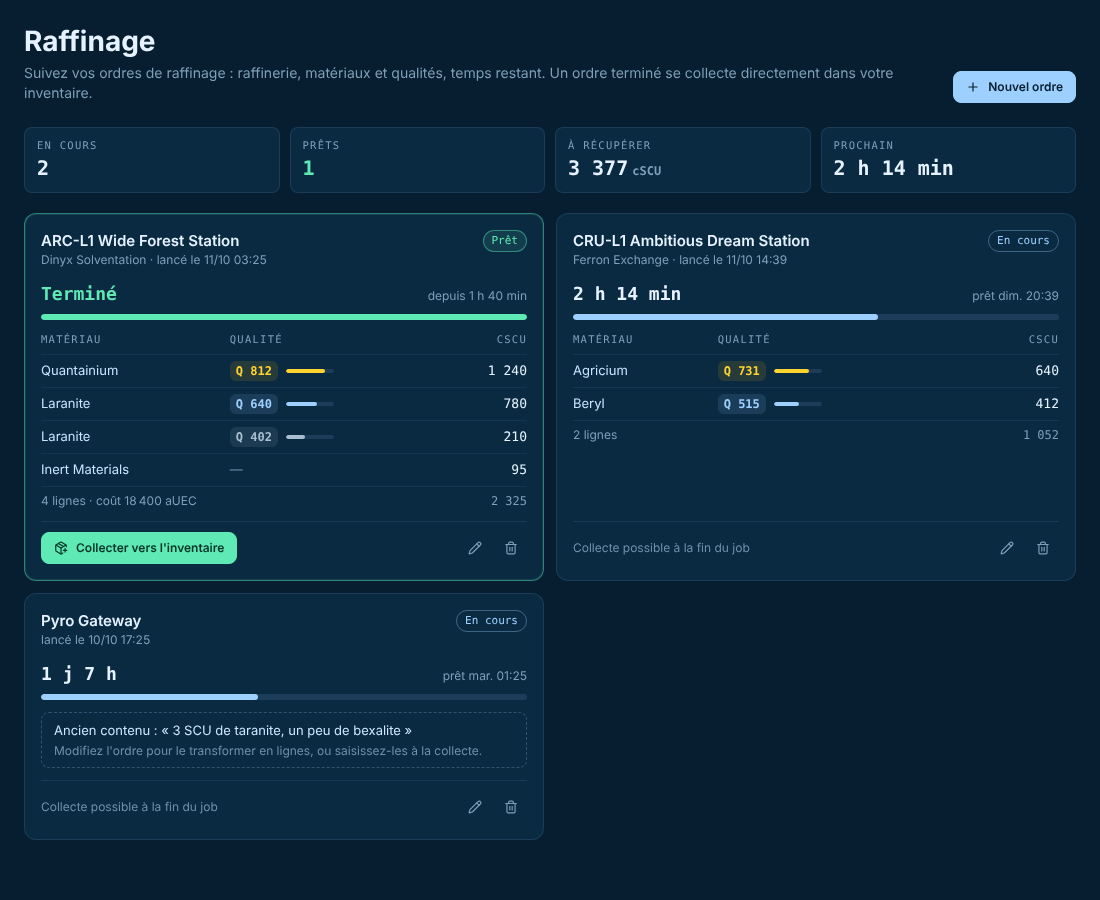 Raffinage
Suivez vos ordres de raffinage : raffinerie, matériaux et qualités, temps restant. Un ordre terminé se collecte directement dans votre
inventaire.
Nouvel ordre
EN COURS
2
PRÊTS
1
À RÉCUPÉRER
3 377 cSCU
PROCHAIN
2 h 14 min
ARC-L1 Wide Forest Station
Prêt
Dinyx Solventation · lancé le 11/10 03:25
Terminé
depuis 1 h 40 min
MATÉRIAU QUALITÉ CSCU
Quantainium Q 812 1 240
Laranite Q 640 780
Laranite Q 402 210
Inert Materials — 95
4 lignes · coût 18 400 aUEC 2 325
Collecter vers l'inventaire
CRU-L1 Ambitious Dream Station
En cours
Ferron Exchange · lancé le 11/10 14:39
2 h 14 min
prêt dim. 20:39
MATÉRIAU QUALITÉ CSCU
Agricium Q 731 640
Beryl Q 515 412
2 lignes 1 052
Collecte possible à la fin du job
Pyro Gateway
En cours
lancé le 10/10 17:25
1 j 7 h
prêt mar. 01:25
Ancien contenu : « 3 SCU de taranite, un peu de bexalite »
Modifiez l'ordre pour le transformer en lignes, ou saisissez-les à la collecte.
Collecte possible à la fin du job